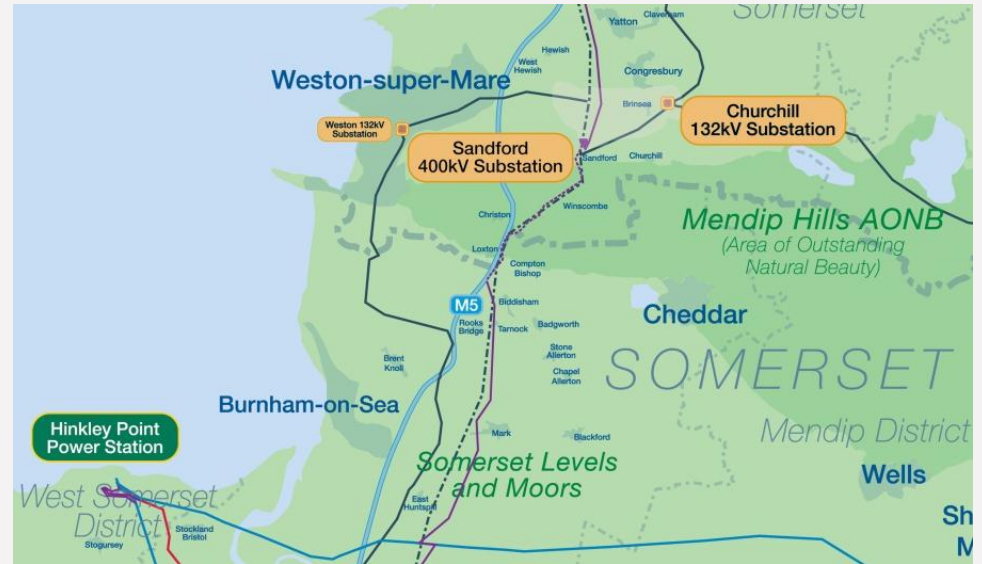 Somerset
Claverham
Yatton
Hewish
West
Hewish
Congresbury
Weston-super-Mare
Brinsea
Churchill
132kV Substation
Weston 132kV
Substation
Sandford
400kV Substation
Sandford
Churchill
Winscombe
Christon
Mendip Hills AONB
(Area of Outstanding
Natural Beauty)
Loxton
Compton
Bishop
M5
Biddisham
Cheddar
Rooks
Bridge
Tarnock
Badgworth
Stone
Allerton
Brent
Knoll
Chapel
Allerton
SOMERSET
Burnham-on-Sea
Hinkley Point
Power Station
Mark
Blackford
Mendip District
Somerset Levels
and Moors
Wells
West Somerset
District
East
Huntspill
Stockland
Bristol
Stogursey
Sh
M